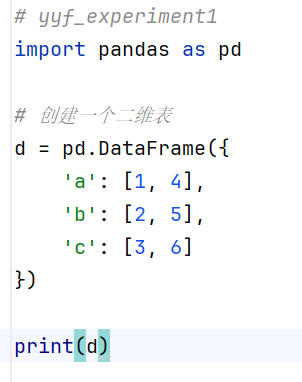 # yyf_experiment1
import pandas as pd
# 创建一个二维表
d = pd.DataFrame({
    'a': [1, 4],
    'b': [2, 5],
    'c': [3, 6]
})
print(d)